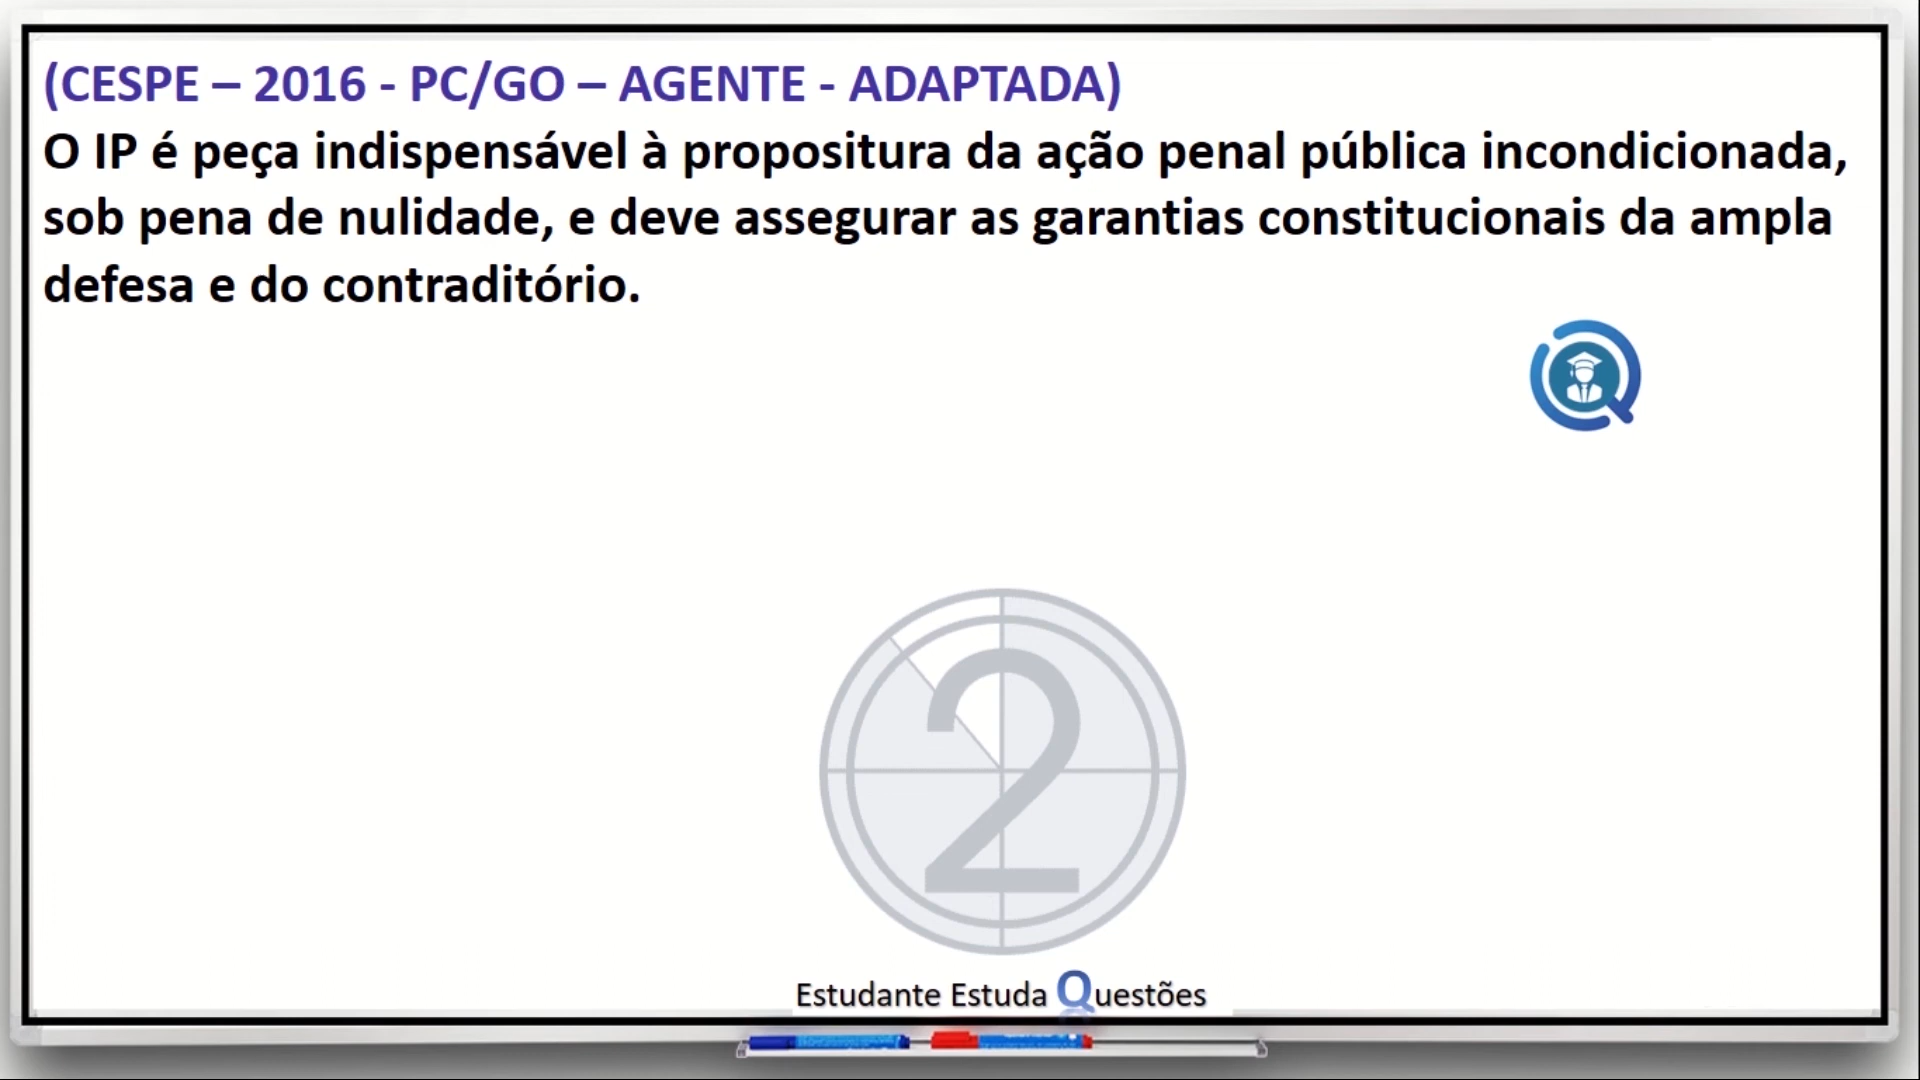 (CESPE – 2016 - PC/GO – AGENTE - ADAPTADA)
O IP é peça indispensável à propositura da ação penal pública incondicionada,
sob pena de nulidade, e deve assegurar as garantias constitucionais da ampla
defesa e do contraditório.
2
Estudante Estuda Questões